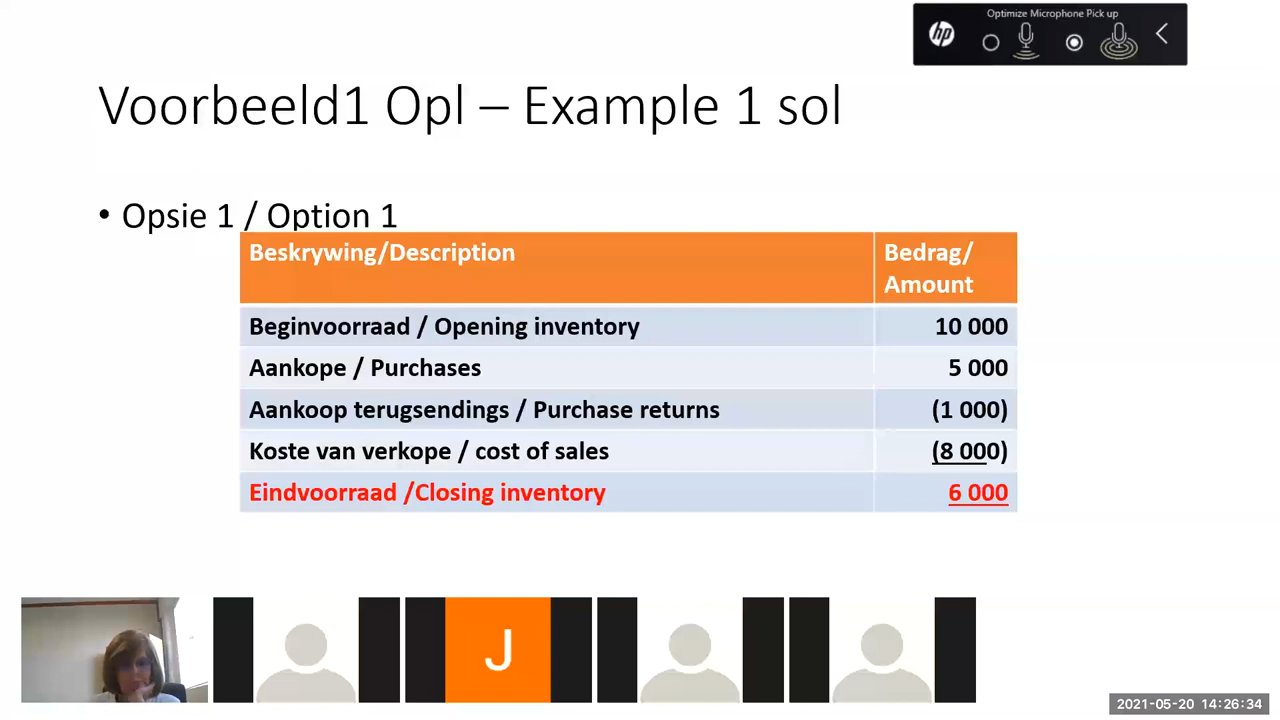 Optimize Microphone Pick up
hp
Voorbeeld1 Opl – Example 1 sol
• Opsie 1 / Option 1
Beskrywing/Description Bedrag/
Amount
Beginvoorraad / Opening inventory 10 000
Aankope / Purchases 5 000
Aankoop terugsendings / Purchase returns (1 000)
Koste van verkope / cost of sales (8 000)
Eindvoorraad /Closing inventory 6 000
J
2021-05-20 14:26:34